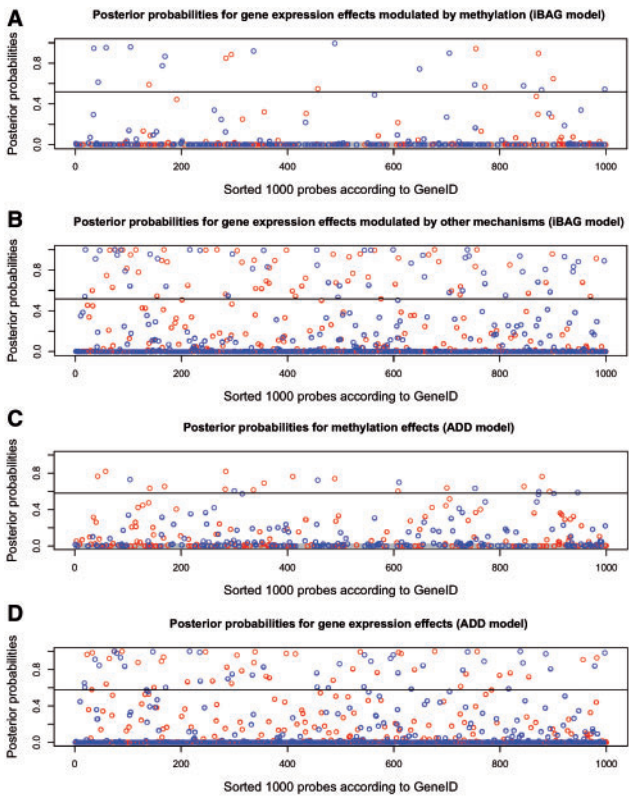 A
Posterior probabilities for gene expression effects modulated by methylation (iBAG model)
Posterior probabilities
0.0 0.4 0.8
0 200 400 600 800 1000
Sorted 1000 probes according to GeneID
B
Posterior probabilities for gene expression effects modulated by other mechanisms (iBAG model)
Posterior probabilities
0.0 0.4 0.8
0 200 400 600 800 1000
Sorted 1000 probes according to GeneID
C
Posterior probabilities for methylation effects (ADD model)
Posterior probabilities
0.0 0.4 0.8
0 200 400 600 800 1000
Sorted 1000 probes according to GeneID
D
Posterior probabilities for gene expression effects (ADD model)
Posterior probabilities
0.0 0.4 0.8
0 200 400 600 800 1000
Sorted 1000 probes according to GeneID